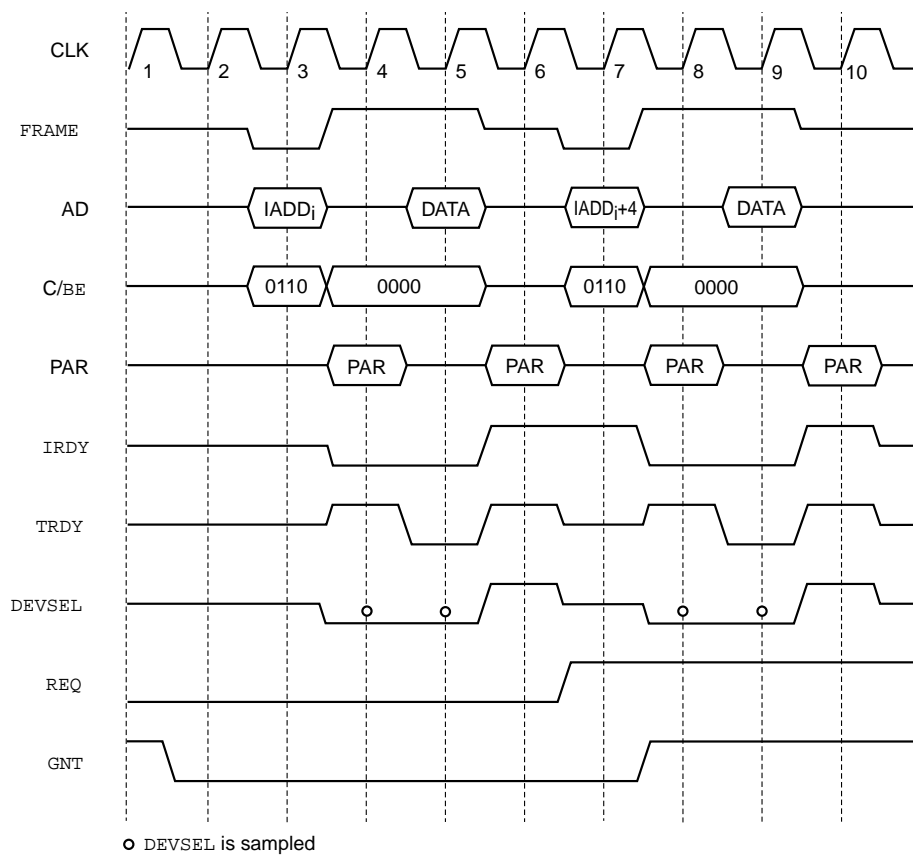 CLK
1 2 3 4 5 6 7 8 9 10
FRAME
AD IADDi DATA IADDi+4 DATA
C/BE 0110 0000 0110 0000
PAR PAR PAR PAR PAR
IRDY
TRDY
DEVSEL
REQ
GNT
DEVSEL is sampled